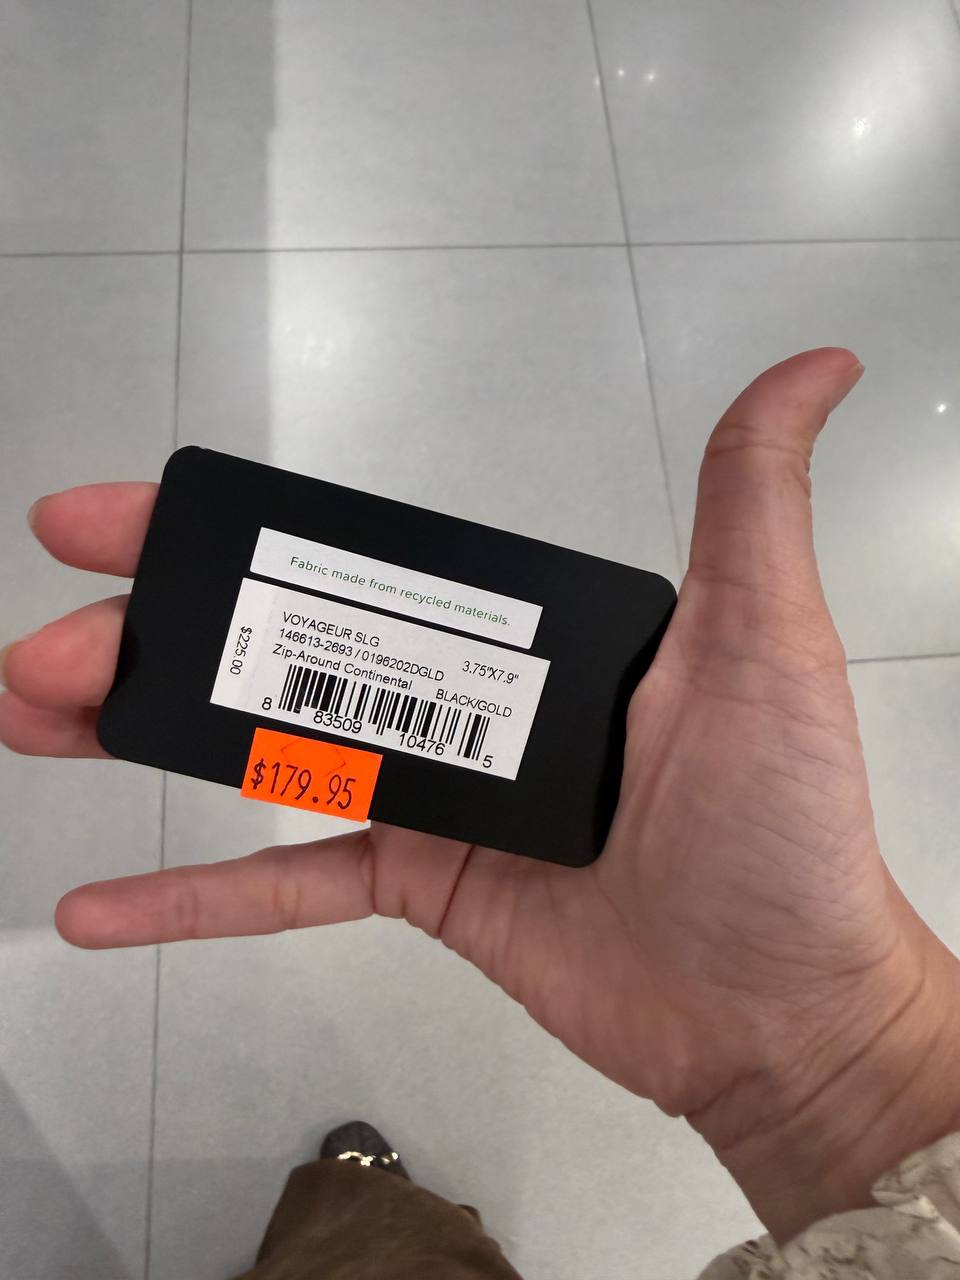 Fabric made from recycled materials.
VOYAGEUR SLG
146613-2693 / 0196202DGLD 3.75"X7.9"
Zip-Around Continental BLACK/GOLD
$225.00
8 83509 10476 5
$179.95